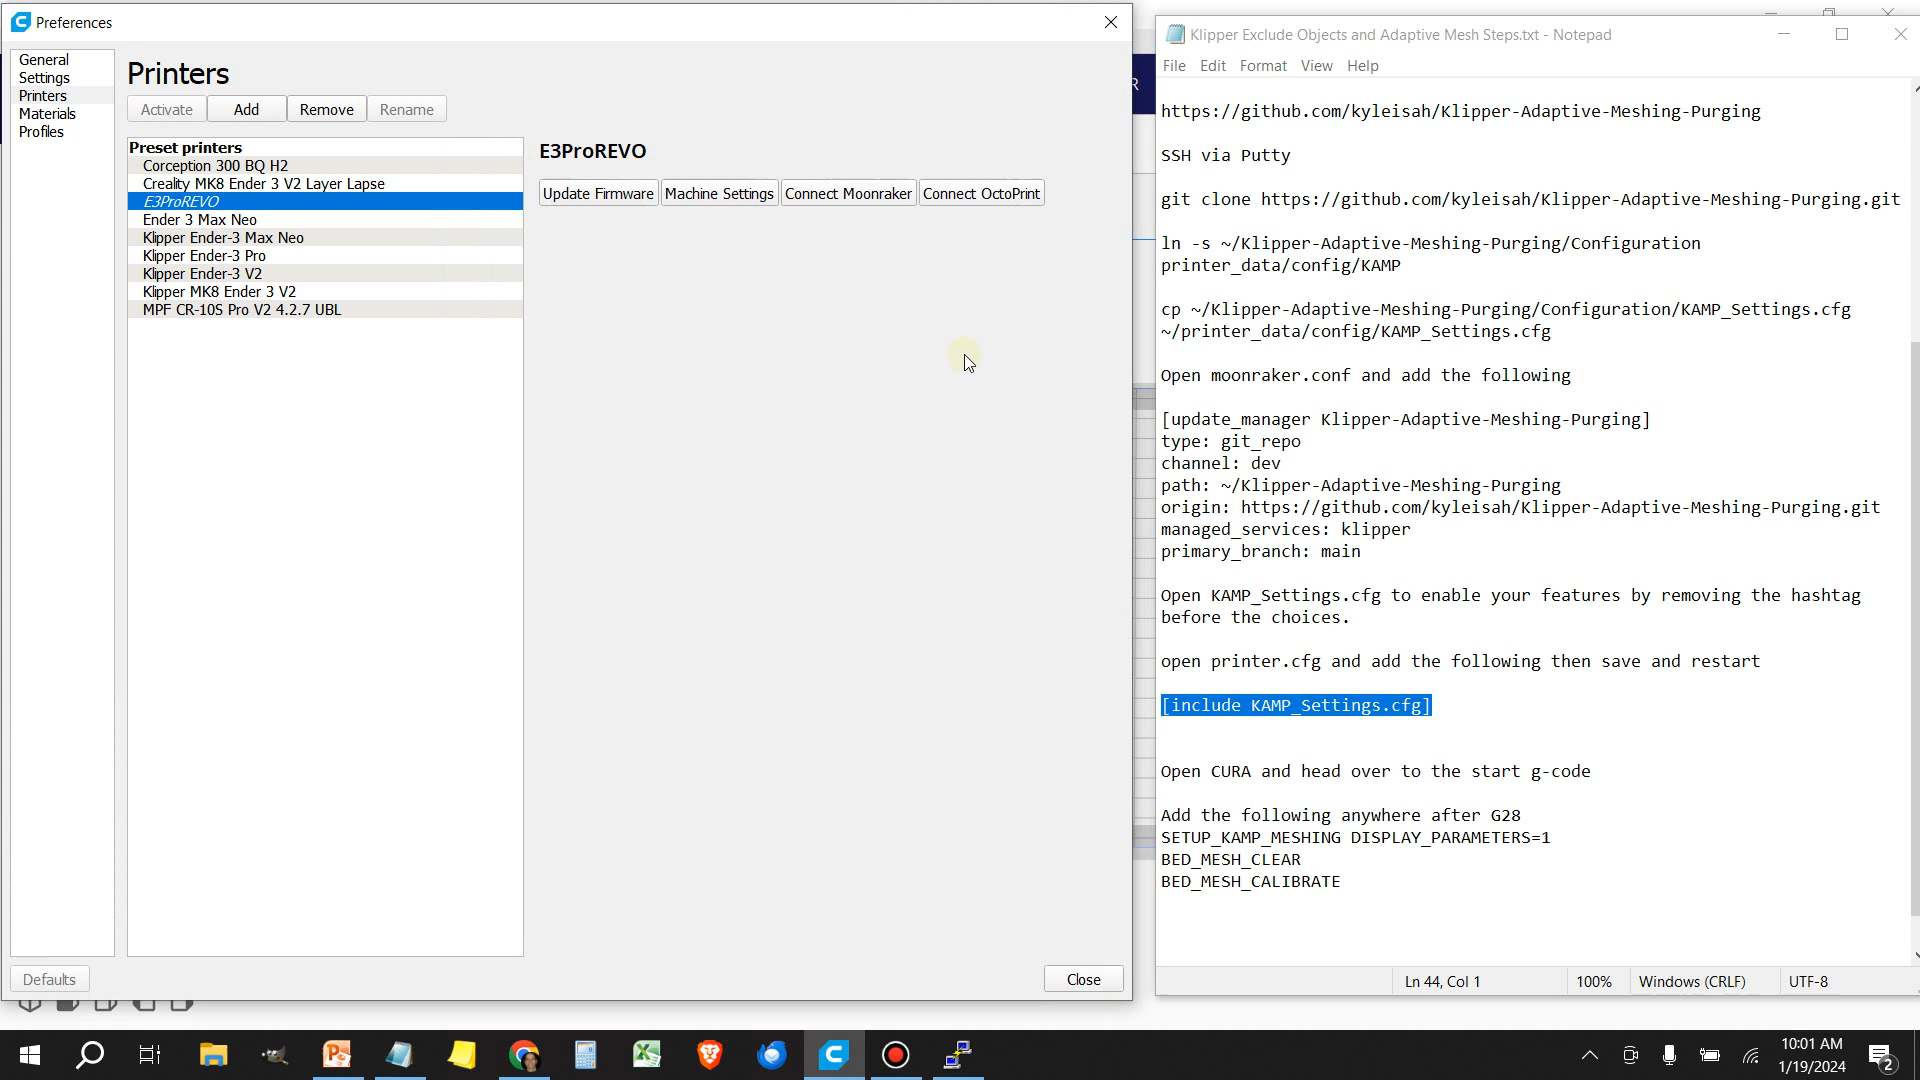 Preferences
General
Settings
Printers
Materials
Profiles
Printers
Activate
Add
Remove
Rename
Preset printers
Corception 300 BQ H2
Creality MK8 Ender 3 V2 Layer Lapse
E3ProREVO
Ender 3 Max Neo
Klipper Ender-3 Max Neo
Klipper Ender-3 Pro
Klipper Ender-3 V2
Klipper MK8 Ender 3 V2
MPF CR-10S Pro V2 4.2.7 UBL
E3ProREVO
Update Firmware
Machine Settings
Connect Moonraker
Connect OctoPrint
Defaults
Close
R
Klipper Exclude Objects and Adaptive Mesh Steps.txt - Notepad
File Edit Format View Help
https://github.com/kyleisah/Klipper-Adaptive-Meshing-Purging
SSH via Putty
git clone https://github.com/kyleisah/Klipper-Adaptive-Meshing-Purging.git
ln -s ~/Klipper-Adaptive-Meshing-Purging/Configuration
printer_data/config/KAMP
cp ~/Klipper-Adaptive-Meshing-Purging/Configuration/KAMP_Settings.cfg
~/printer_data/config/KAMP_Settings.cfg
Open moonraker.conf and add the following
[update_manager Klipper-Adaptive-Meshing-Purging]
type: git_repo
channel: dev
path: ~/Klipper-Adaptive-Meshing-Purging
origin: https://github.com/kyleisah/Klipper-Adaptive-Meshing-Purging.git
managed_services: klipper
primary_branch: main
Open KAMP_Settings.cfg to enable your features by removing the hashtag
before the choices.
open printer.cfg and add the following then save and restart
[include KAMP_Settings.cfg]
Open CURA and head over to the start g-code
Add the following anywhere after G28
SETUP_KAMP_MESHING DISPLAY_PARAMETERS=1
BED_MESH_CLEAR
BED_MESH_CALIBRATE
Ln 44, Col 1
100%
Windows (CRLF)
UTF-8
10:01 AM
1/19/2024
2